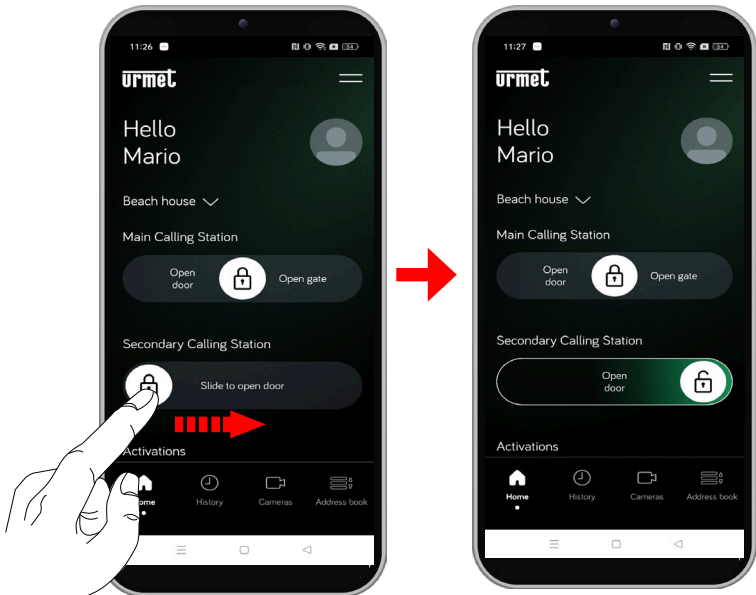 11:26
54
urmet
Hello
Mario
Beach house
Main Calling Station
Open
door
Open gate
Secondary Calling Station
Slide to open door
Activations
ome
History
Cameras
Address book
11:27
urmet
Hello
Mario
Beach house
Main Calling Station
Open
door
Open gate
Secondary Calling Station
Open
door
Activations
Home
History
Cameras
Address book